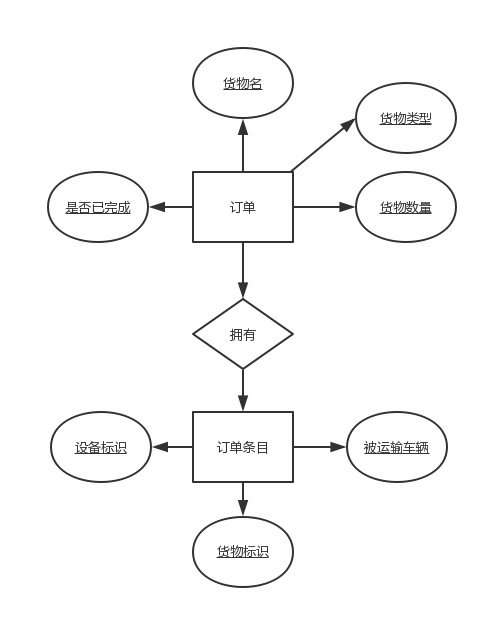 货物名
货物类型
是否已完成
订单
货物数量
拥有
设备标识
订单条目
被运输车辆
货物标识